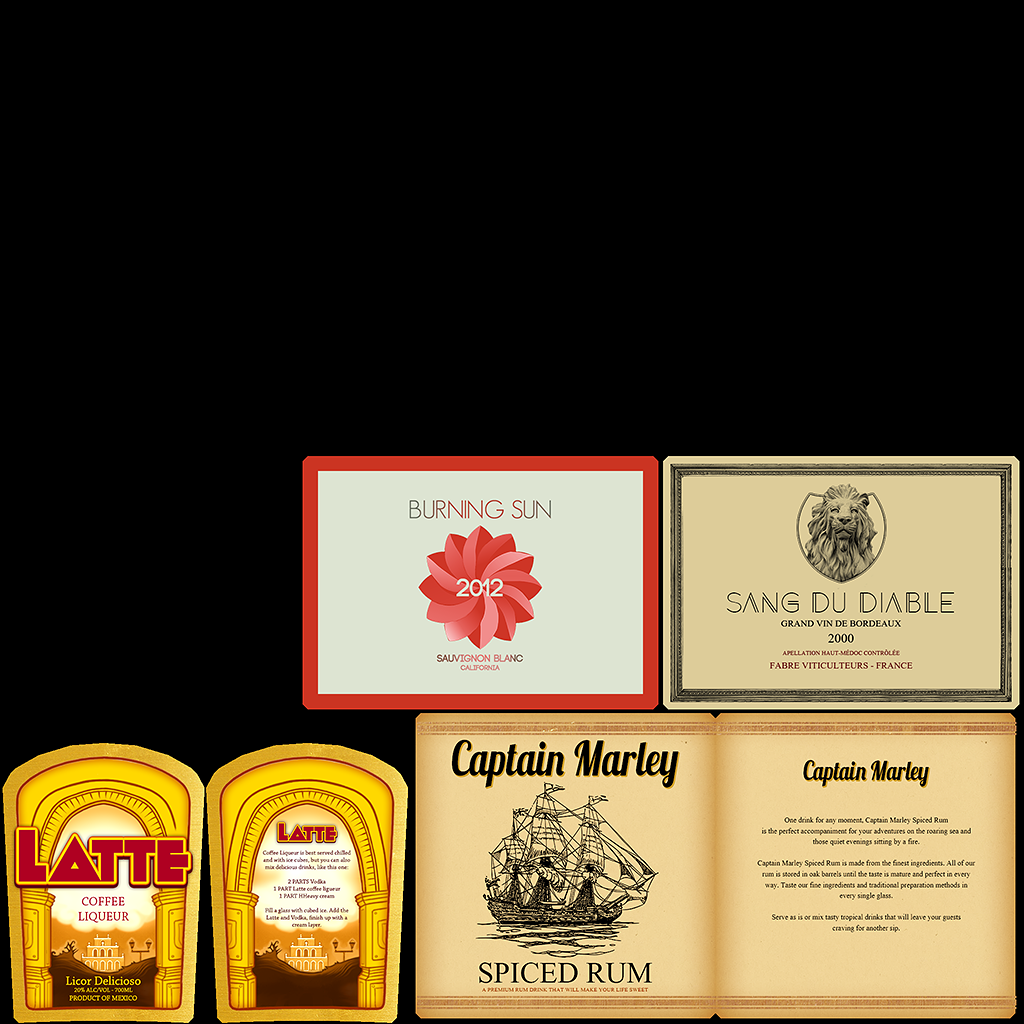 BURNING SUN
2012
SAUVIGNON BLANC
CALIFORNIA
SANG DU DIABLE
GRAND VIN DE BORDEAUX
2000
APELLATION HAUT-MÉDOC CONTRÔLÉE
FABRE VITICULTEURS - FRANCE
LATTE
COFFEE
LIQUEUR
Licor Delicioso
20% ALC/VOL - 700ML
PRODUCT OF MEXICO
LATTE
Coffee Liqueur is best served chilled
and with ice cubes, but you can also
mix delicious drinks, like this one:
2 PARTS Vodka
1 PART Latte coffee liqueur
1 PART HHeavy cream
Fill a glass with cubed ice. Add the
Latte and Vodka, finish up with a
cream layer.
Captain Marley
SPICED RUM
A PREMIUM RUM DRINK THAT WILL MAKE YOUR LIFE SWEET
Captain Marley
One drink for any moment, Captain Marley Spiced Rum
is the perfect accompaniment for your adventures on the roaring sea and
those quiet evenings sitting by a fire.
Captain Marley Spiced Rum is made from the finest ingredients. All of our
rum is stored in oak barrels until the taste is mature and perfect in every
way. Taste our fine ingredients and traditional preparation methods in
every single glass.
Serve as is or mix tasty tropical drinks that will leave your guests
craving for another sip.